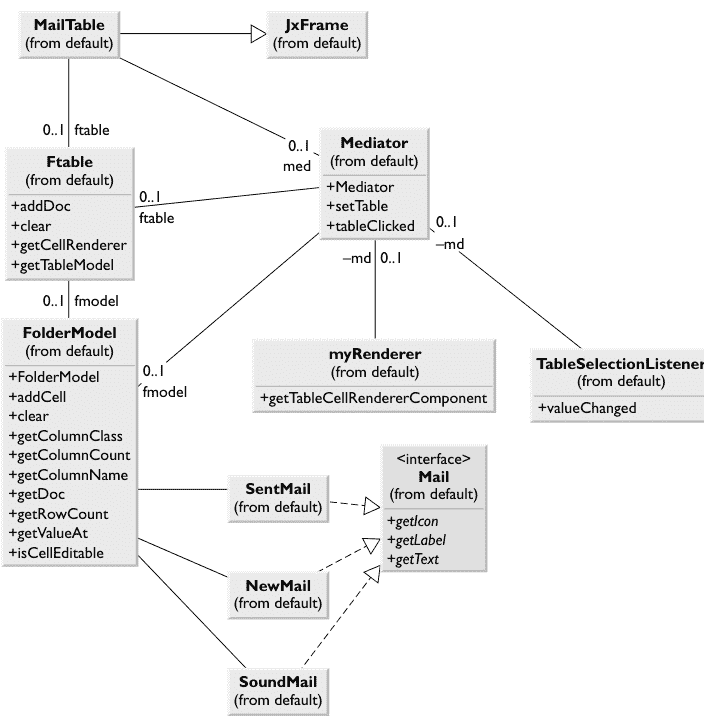 MailTable
(from default)
JxFrame
(from default)
0..1 ftable
0..1
med
Mediator
(from default)
+Mediator
+setTable
+tableClicked
Ftable
(from default)
+addDoc
+clear
+getCellRenderer
+getTableModel
0..1
ftable
0..1
–md
–md 0..1
0..1 fmodel
FolderModel
(from default)
+FolderModel
+addCell
+clear
+getColumnClass
+getColumnCount
+getColumnName
+getDoc
+getRowCount
+getValueAt
+isCellEditable
0..1
fmodel
myRenderer
(from default)
+getTableCellRendererComponent
TableSelectionListener
(from default)
+valueChanged
<interface>
Mail
(from default)
+getIcon
+getLabel
+getText
SentMail
(from default)
NewMail
(from default)
SoundMail
(from default)